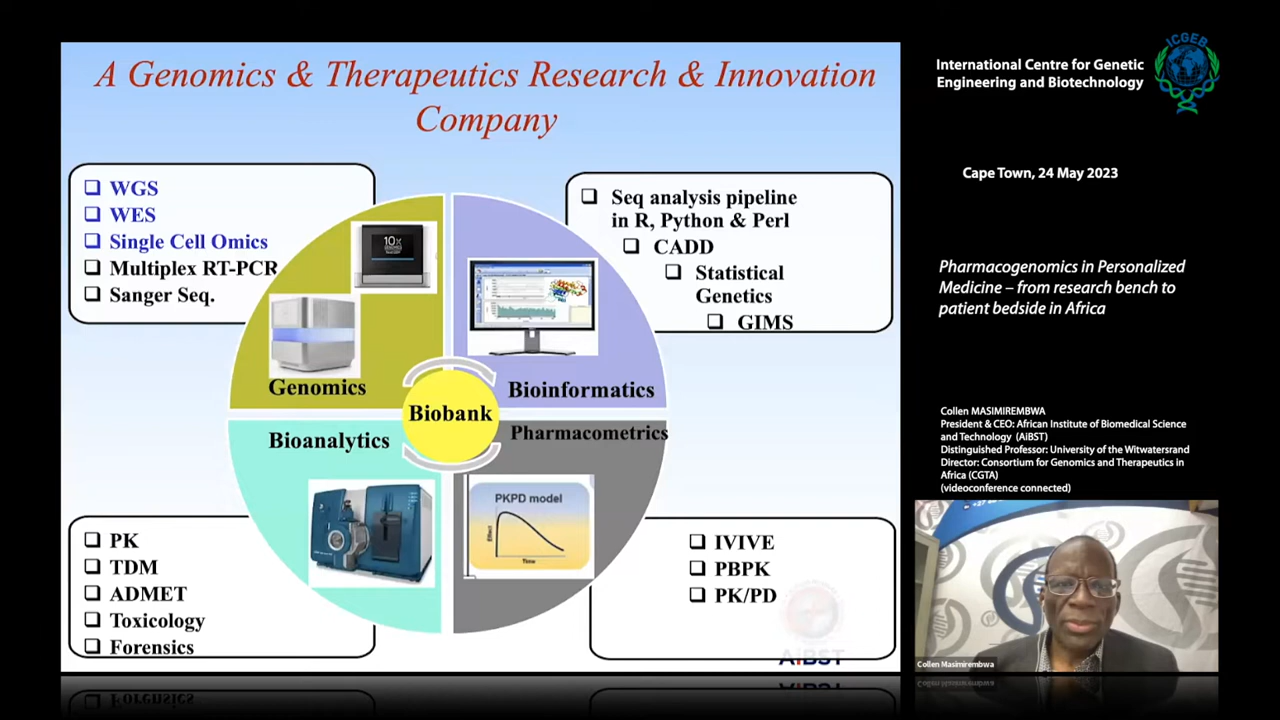 A Genomics & Therapeutics Research & Innovation
Company
❑ WGS
❑ WES
❑ Single Cell Omics
❑ Multiplex RT-PCR
❑ Sanger Seq.
❑ Seq analysis pipeline
in R, Python & Perl
❑ CADD
❑ Statistical
Genetics
❑ GIMS
10x
GENOMICS
Genomics
Bioinformatics
Biobank
Bioanalytics
Pharmacometrics
PKPD model
Effect
Time
❑ PK
❑ TDM
❑ ADMET
❑ Toxicology
❑ Forensics
❑ IVIVE
❑ PBPK
❑ PK/PD
AiBST
ICGEB
International Centre for Genetic
Engineering and Biotechnology
Cape Town, 24 May 2023
Pharmacogenomics in Personalized
Medicine – from research bench to
patient bedside in Africa
Collen MASIMIREMBWA
President & CEO: African Institute of Biomedical Science
and Technology (AiBST)
Distinguished Professor: University of the Witwatersrand
Director: Consortium for Genomics and Therapeutics in
Africa (CGTA)
(videoconference connected)
Collen Masimirembwa